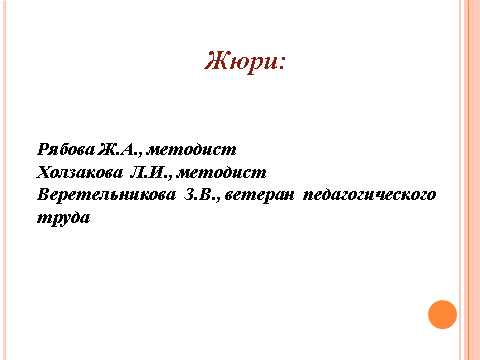 Жюри:
Рябова Ж.А., методист
Холзакова Л.И., методист
Веретельникова З.В., ветеран педагогического
труда